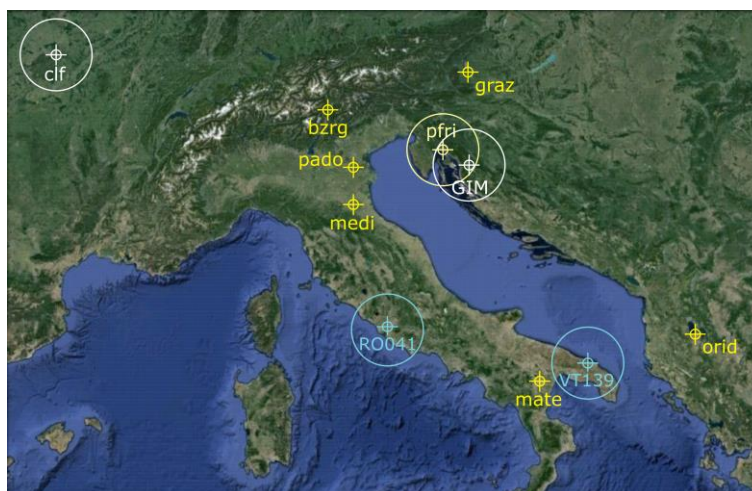 clf
graz
bzrg
pfri
pado
GIM
medi
RO041
orid
VT139
mate